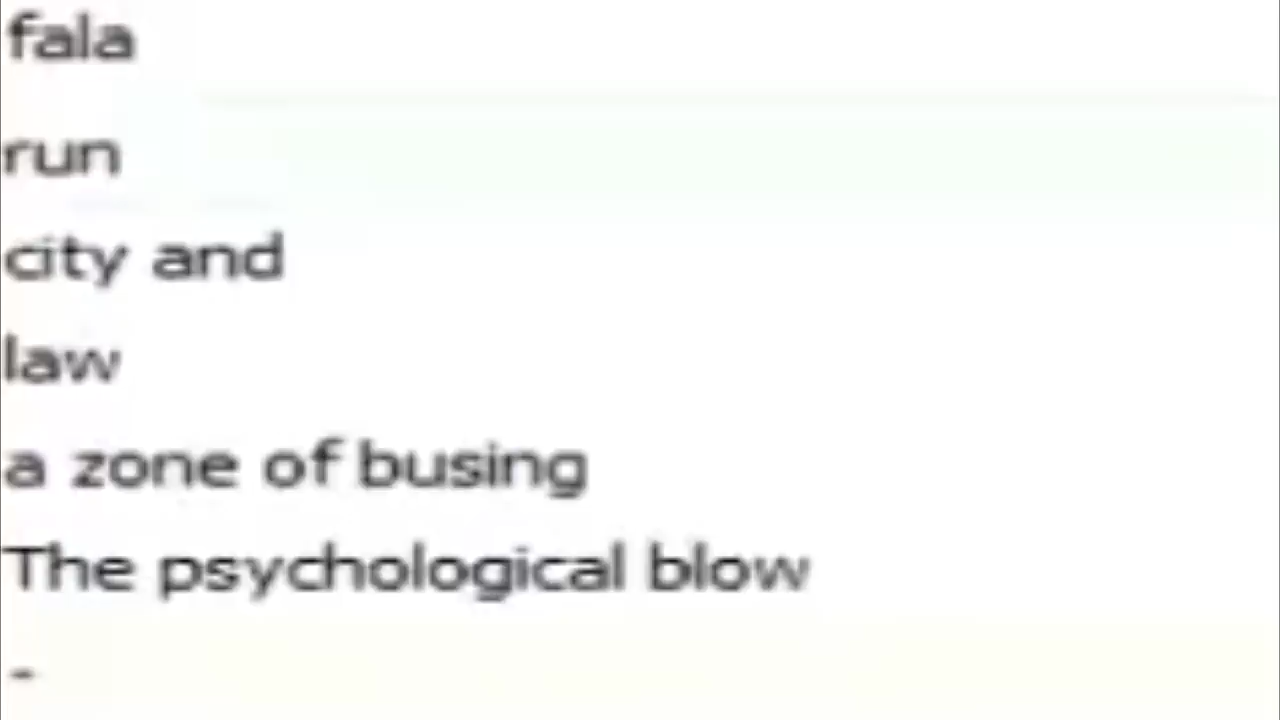 fala
run
city and
law
a zone of busing
The psychological blow
-